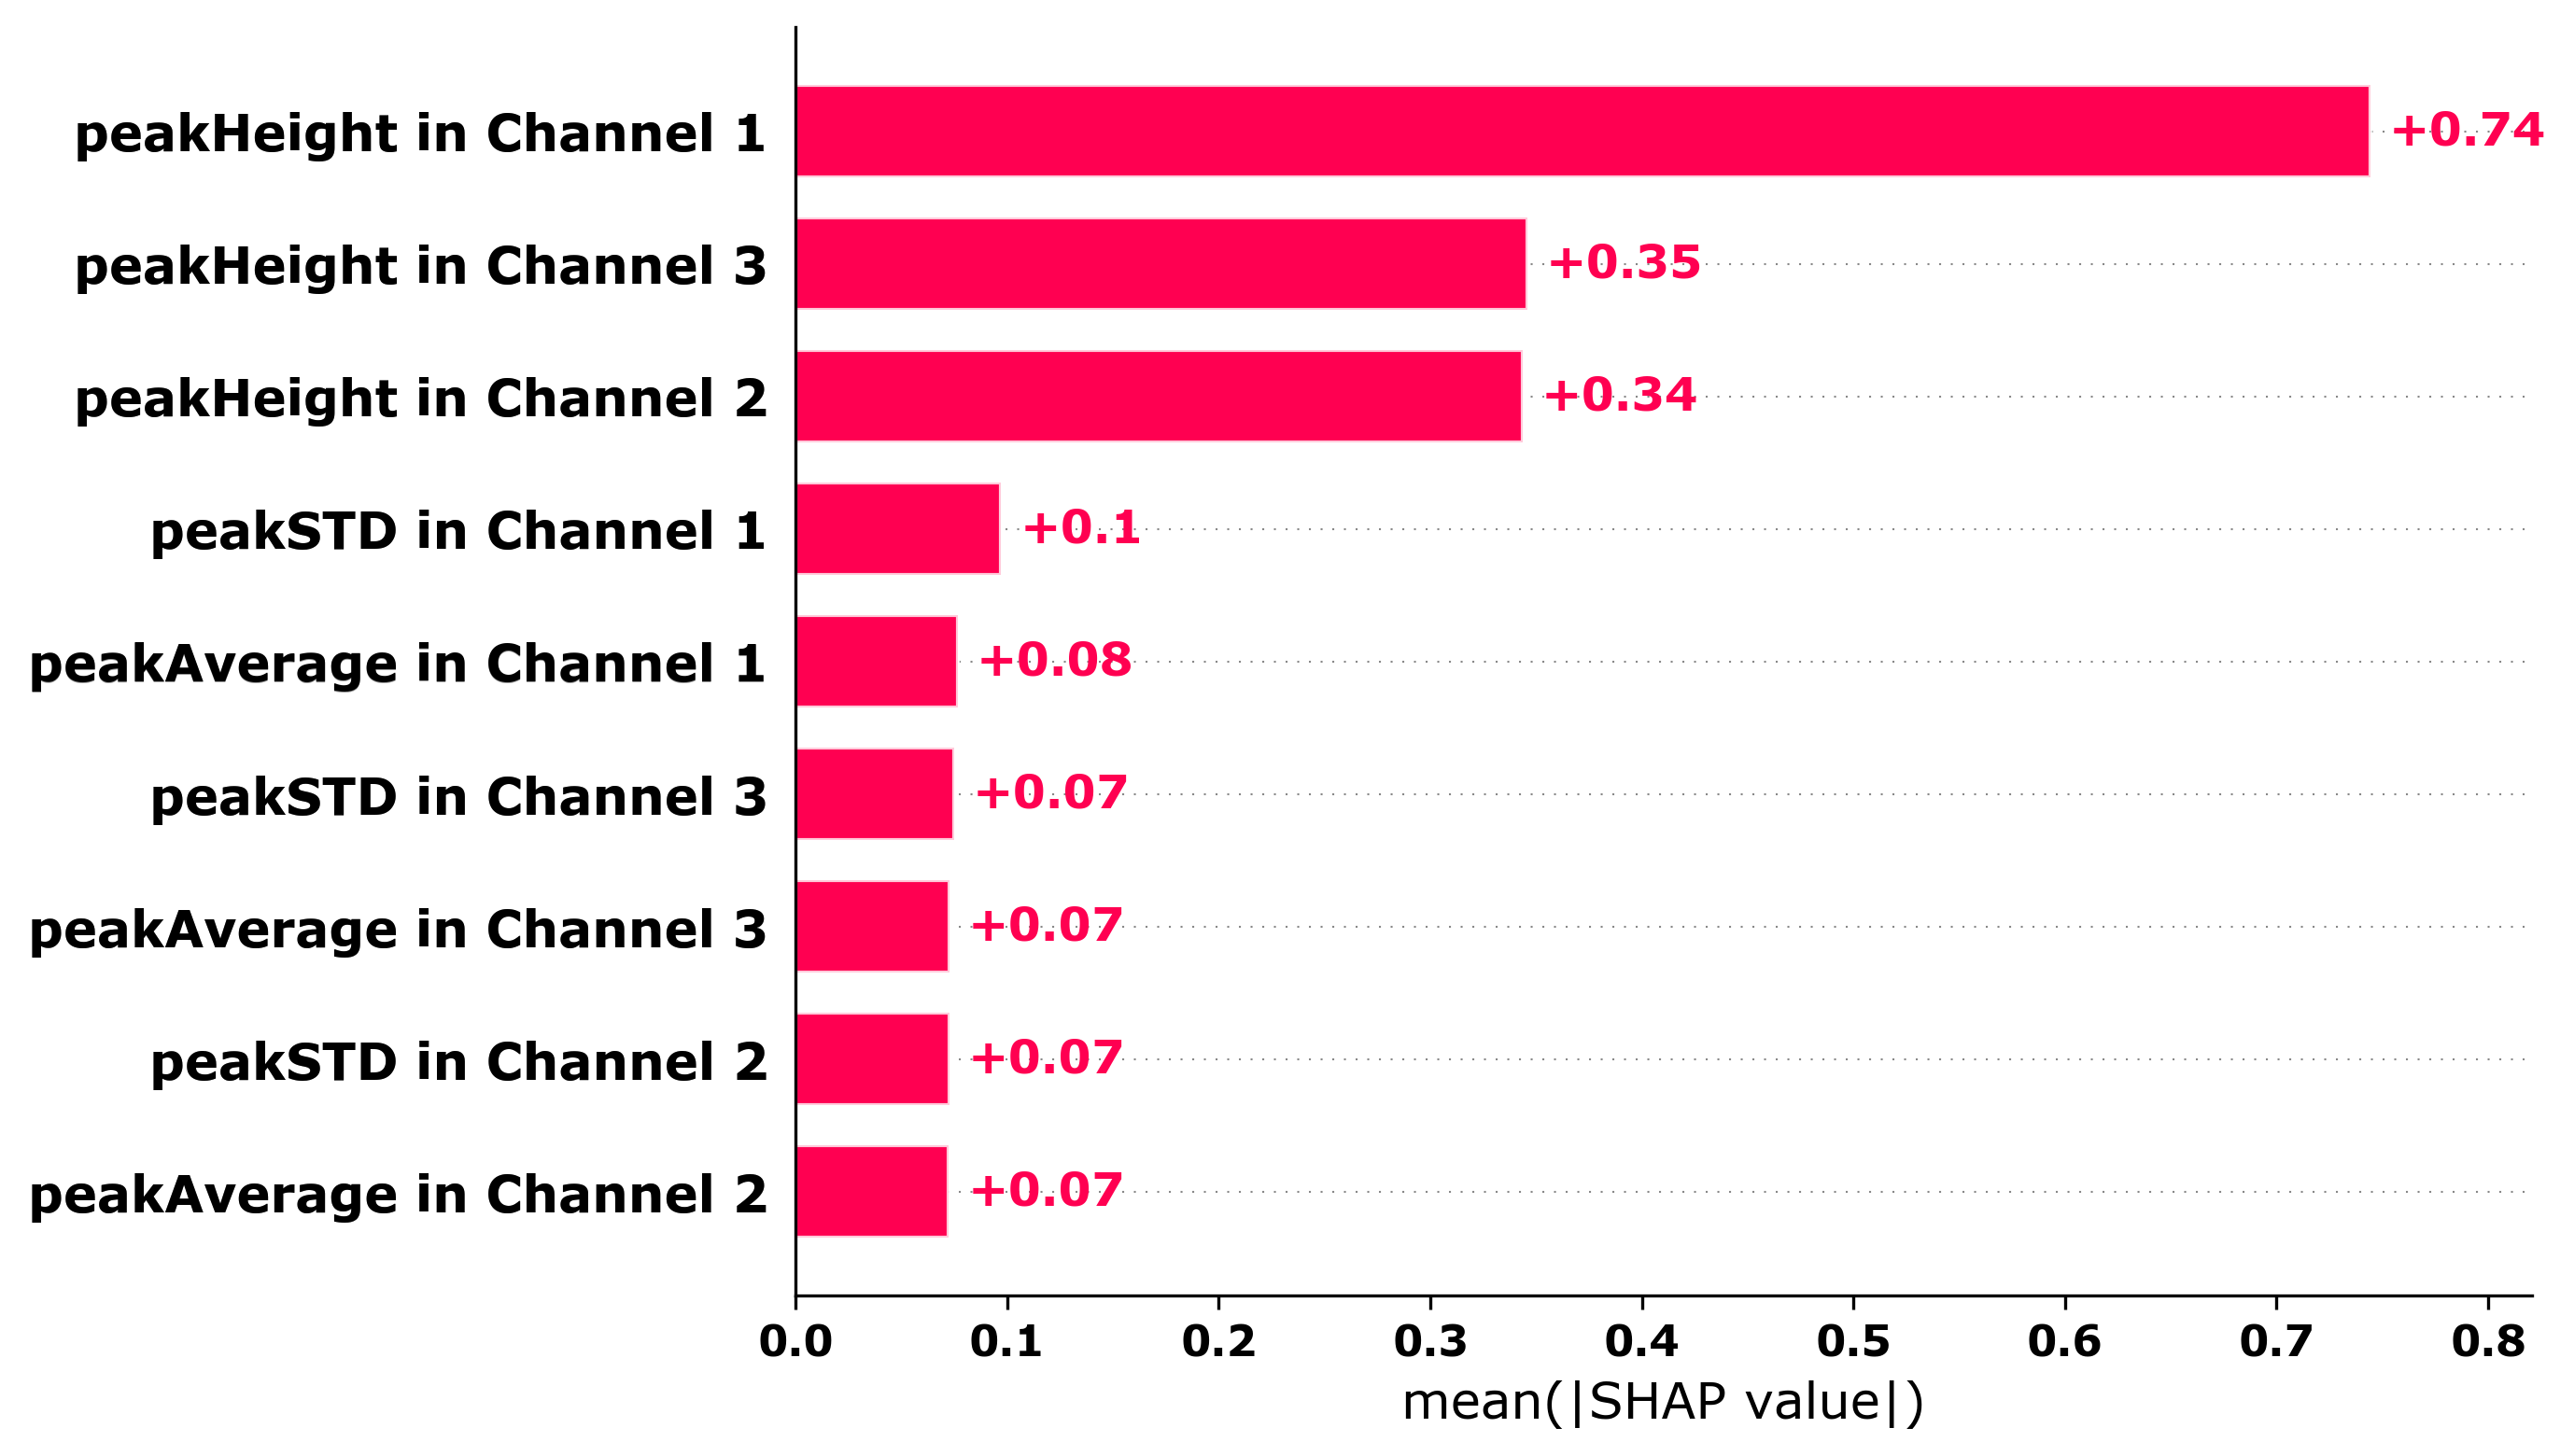 peakHeight in Channel 1 +0.74
peakHeight in Channel 3 +0.35
peakHeight in Channel 2 +0.34
peakSTD in Channel 1 +0.1
peakAverage in Channel 1 +0.08
peakSTD in Channel 3 +0.07
peakAverage in Channel 3 +0.07
peakSTD in Channel 2 +0.07
peakAverage in Channel 2 +0.07
0.0 0.1 0.2 0.3 0.4 0.5 0.6 0.7 0.8
mean(|SHAP value|)